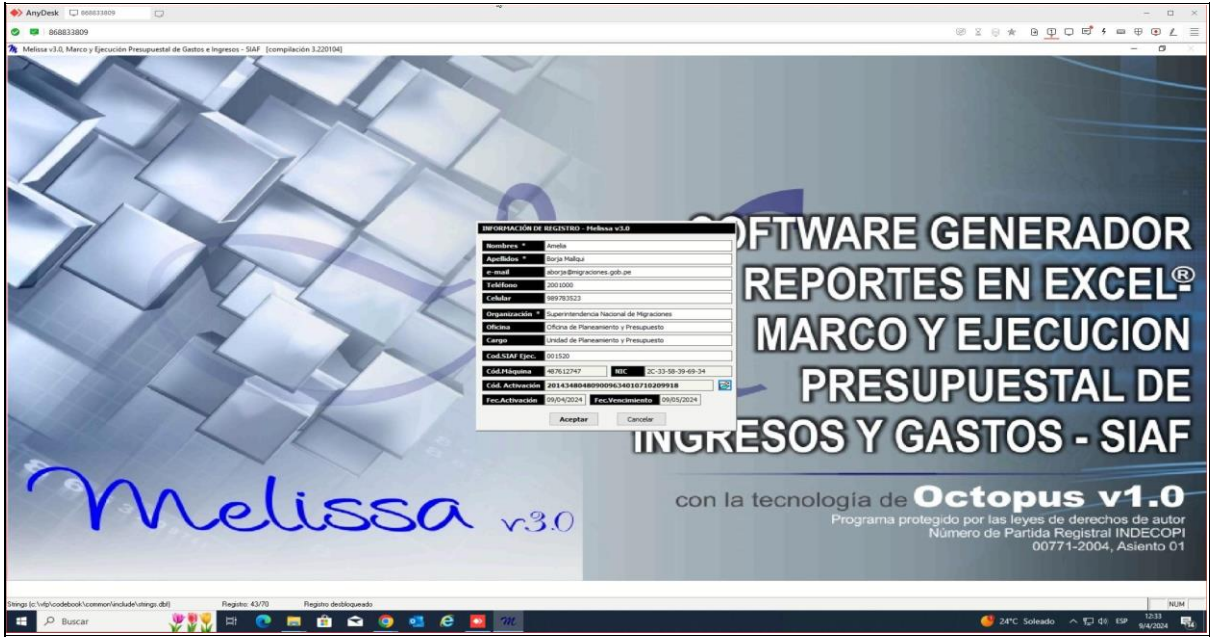 AnyDesk 868833809
868833809
Melissa v3.0, Marco y Ejecución Presupuestal de Gastos e Ingresos - SIAF [compilación 3.220104]
SOFTWARE GENERADOR
REPORTES EN EXCEL®
MARCO Y EJECUCION
PRESUPUESTAL DE
INGRESOS Y GASTOS - SIAF
INFORMACIÓN DE REGISTRO - Melissa v3.0
Nombres * Amelia
Apellidos * Borja Mallqui
e-mail aborja@migraciones.gob.pe
Teléfono 2001000
Celular 989783523
Organización * Superintendencia Nacional de Migraciones
Oficina Oficina de Planeamiento y Presupuesto
Cargo Unidad de Planeamiento y Presupuesto
Cod.SIAF Ejec. 001520
Cód.Máquina 487612747 NIC 2C-33-58-39-69-34
Cód. Activación 201434804809009634010710209918
Fec.Activación 09/04/2024 Fec.Vencimiento 09/05/2024
Aceptar Cancelar
Melissa v3.0
con la tecnología de Octopus v1.0
Programa protegido por las leyes de derechos de autor
Número de Partida Registral INDECOPI
00771-2004, Asiento 01
Strings (c:\vfp\codebook\common\include\strings.dbf) Registro: 43/70 Registro desbloqueado NUM
Buscar 24°C Soleado ESP 12:33
9/4/2024